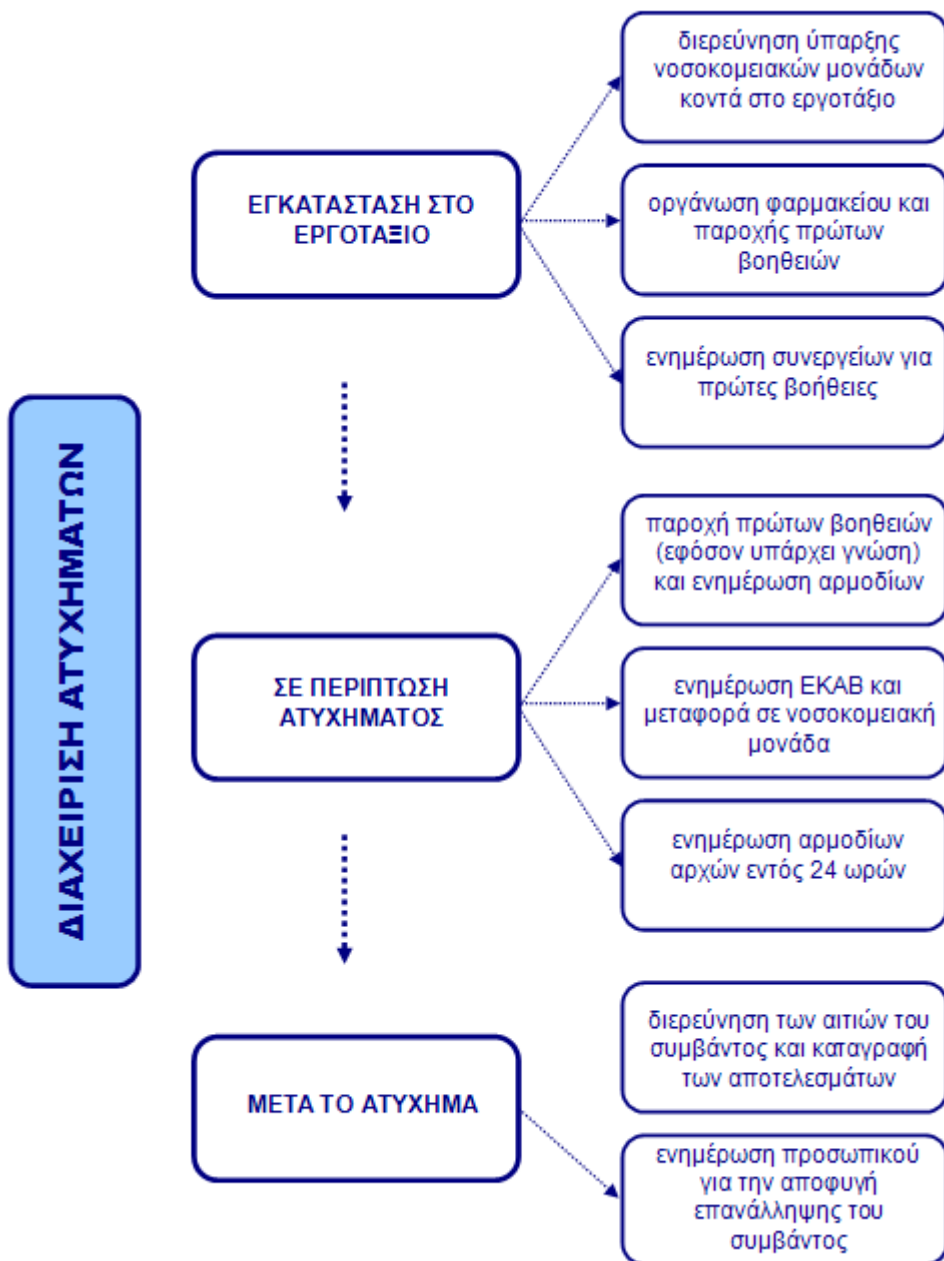 ΔΙΑΧΕΙΡΙΣΗ ΑΤΥΧΗΜΑΤΩΝ
ΕΓΚΑΤΑΣΤΑΣΗ ΣΤΟ
ΕΡΓΟΤΑΞΙΟ
διερεύνηση ύπαρξης
νοσοκομειακών μονάδων
κοντά στο εργοτάξιο
οργάνωση φαρμακείου και
παροχής πρώτων
βοηθειών
ενημέρωση συνεργείων για
πρώτες βοήθειες
ΣΕ ΠΕΡΙΠΤΩΣΗ
ΑΤΥΧΗΜΑΤΟΣ
παροχή πρώτων βοηθειών
(εφόσον υπάρχει γνώση)
και ενημέρωση αρμοδίων
ενημέρωση ΕΚΑΒ και
μεταφορά σε νοσοκομειακή
μονάδα
ενημέρωση αρμοδίων
αρχών εντός 24 ωρών
ΜΕΤΑ ΤΟ ΑΤΥΧΗΜΑ
διερεύνηση των αιτιών του
συμβάντος και καταγραφή
των αποτελεσμάτων
ενημέρωση προσωπικού
για την αποφυγή
επανάλληψης του
συμβάντος